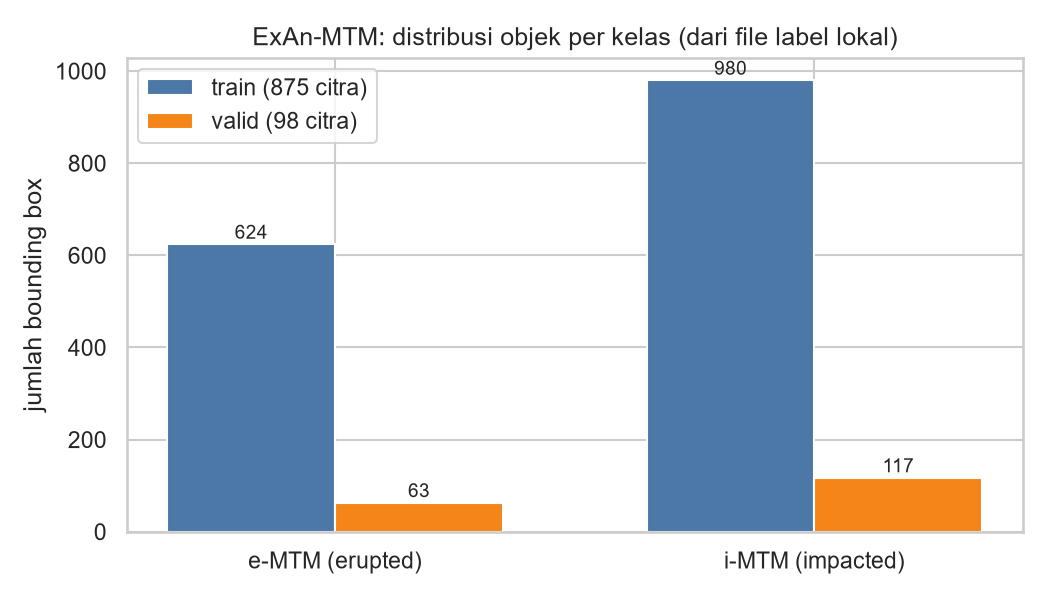 ExAn-MTM: distribusi objek per kelas (dari file label lokal)
train (875 citra)
valid (98 citra)
jumlah bounding box
1000
800
600
400
200
0
624
63
980
117
e-MTM (erupted)
i-MTM (impacted)